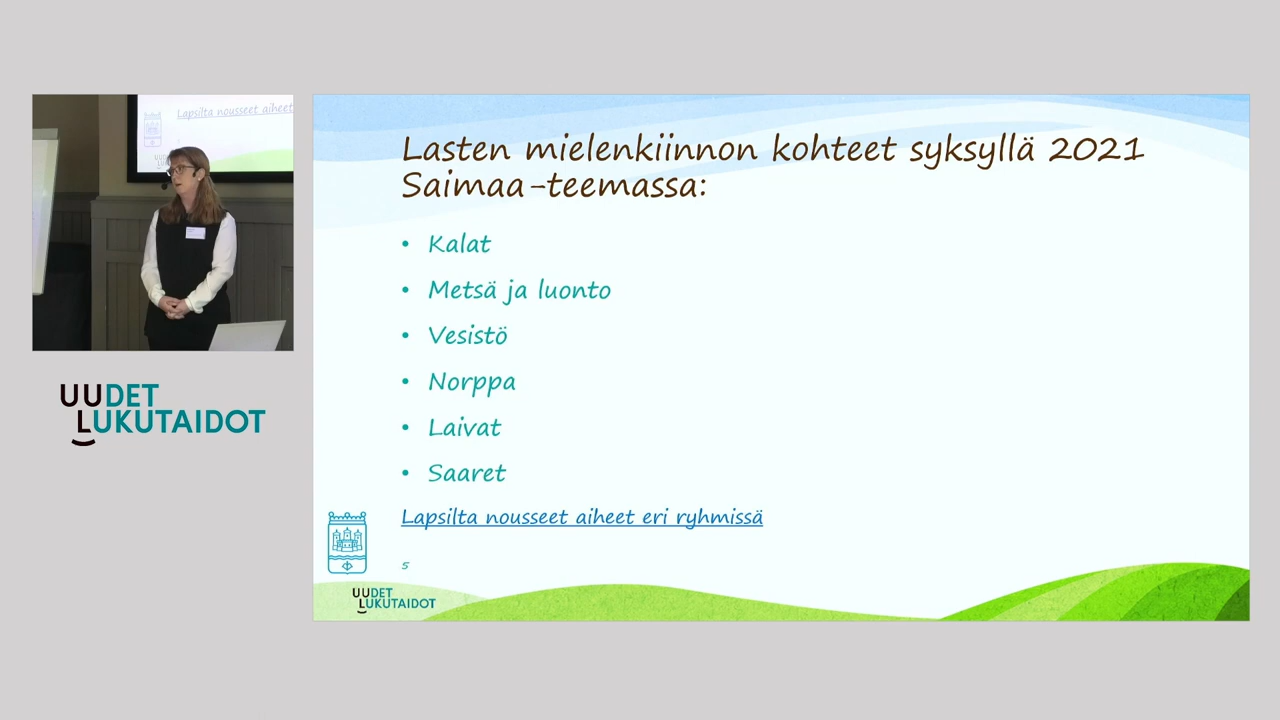 Lapsilta nousseet aiheet
UUDET
LUKUTAIDOT
Lasten mielenkiinnon kohteet syksyllä 2021
Saimaa-teemassa:
• Kalat
• Metsä ja luonto
• Vesistö
• Norppa
• Laivat
• Saaret
Lapsilta nousseet aiheet eri ryhmissä
5
UUDET
LUKUTAIDOT